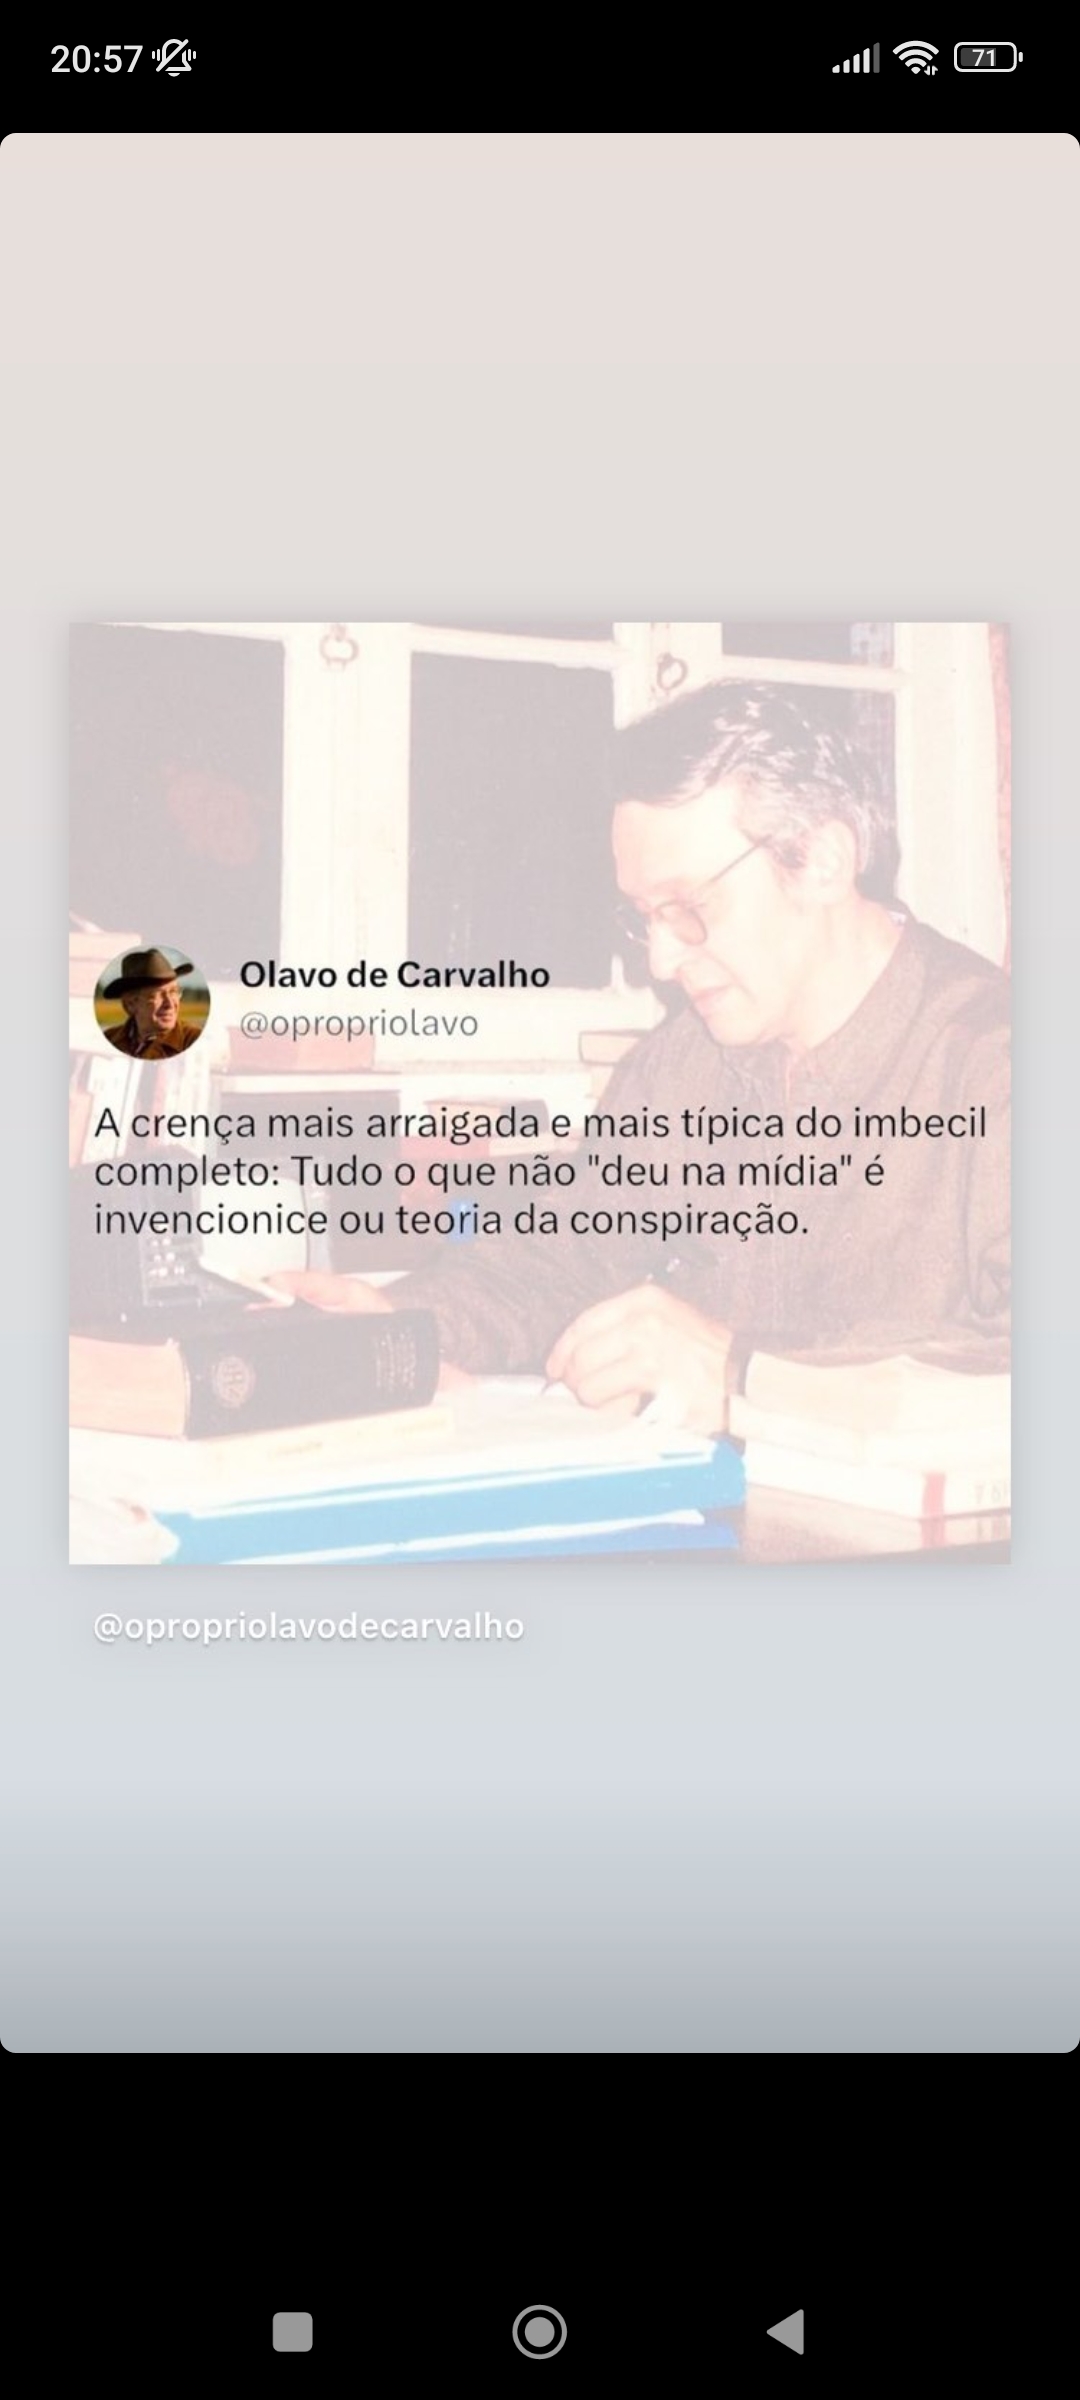 20:57
71
Olavo de Carvalho
@opropriolavo
A crença mais arraigada e mais típica do imbecil
completo: Tudo o que não "deu na mídia" é
invencionice ou teoria da conspiração.
@opropriolavodecarvalho